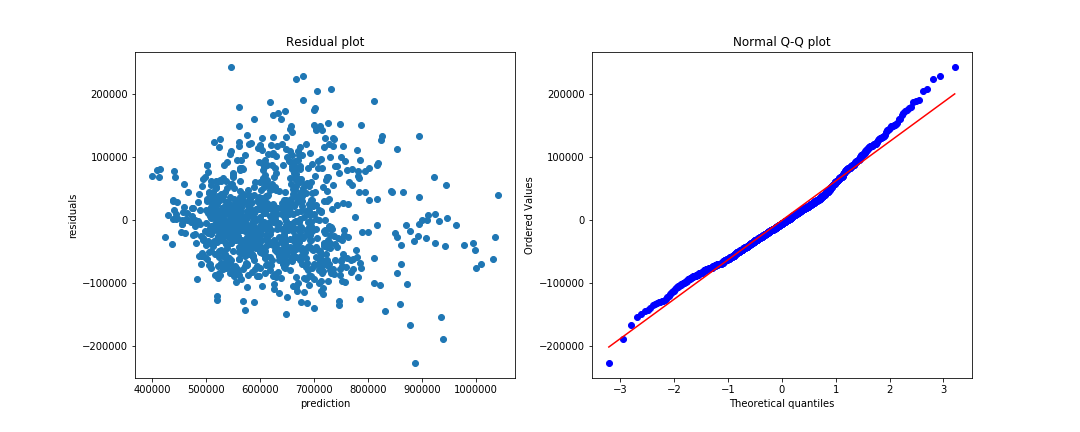 Residual plot
residuals
200000
100000
0
−100000
−200000
400000 500000 600000 700000 800000 900000 1000000
prediction
Normal Q-Q plot
Ordered Values
200000
100000
0
−100000
−200000
−3 −2 −1 0 1 2 3
Theoretical quantiles